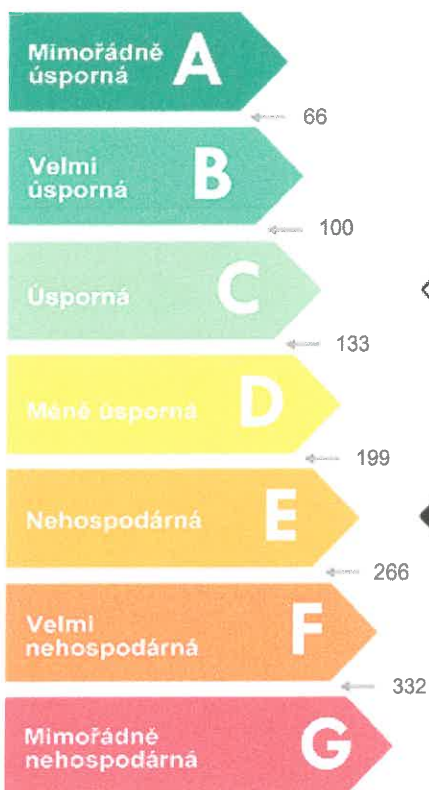 Mimořádně
úsporná
A
66
Velmi
úsporná
B
100
Úsporná
C
133
Méně úsporná
D
199
Nehospodárná
E
266
Velmi
nehospodárná
F
332
Mimořádně
nehospodárná
G